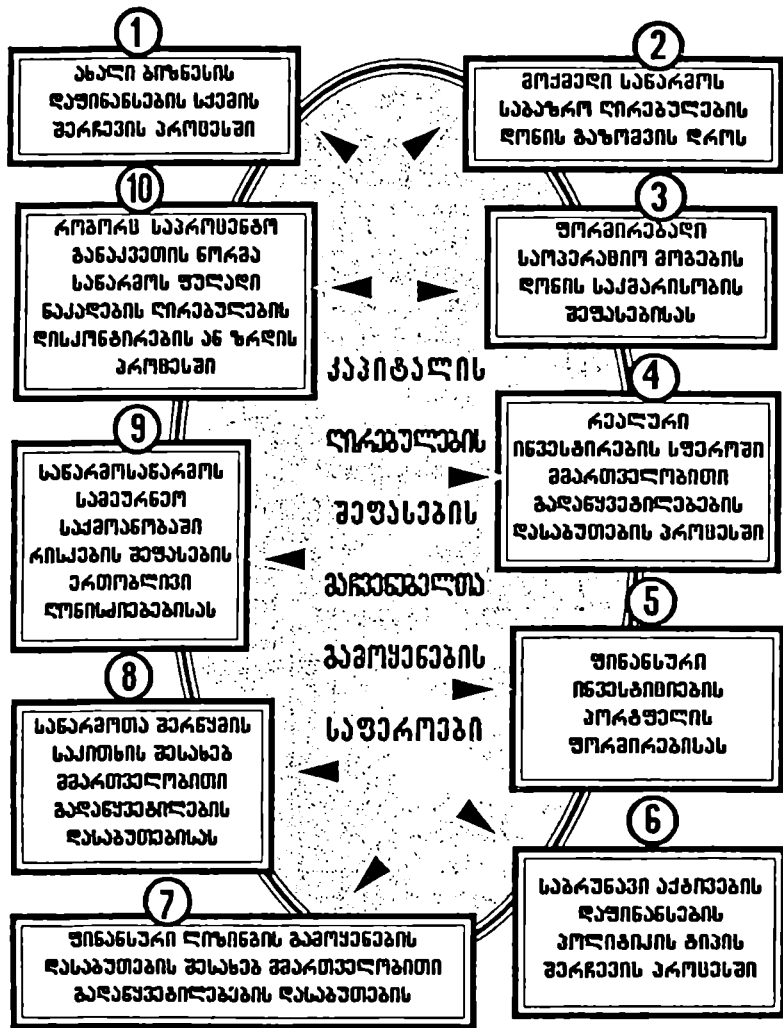 1
ახალი ბიზნესის
დაფინანსების სქემის
შერჩევის პროცესში
2
მოქმედი საწარმოს
საბაზრო ღირებულების
დონის გაზომვის დროს
10
როგორც საპროცენტო
განაკვეთის ნორმა
საწარმოს ფულადი
ნაკადების ღირებულების
დისკონტირების ან ზრდის
პროცესში
3
ფორმირებადი
საოპერაციო მოგების
დონის საკმარისობის
შეფასებისას
კაპიტალის
ღირებულების
შეფასების
მაჩვენებელთა
გამოყენების
საფეროები
4
რეალური
ინვესტირების სფეროში
მმართველობითი
გადაწყვეტილებების
დასაბუთების პროცესში
9
საწარმოსაწარმოს
სამეურნეო
საქმოანობაში
რისკების შეფასების
ერთობლივი
ღონისძიებებისას
5
ფინანსური
ინვესტიციების
პორტფელის
ფორმირებისას
8
საწარმოთა შერწყმის
საკითხის შესახებ
მმართველობითი
გადაწყვეტილების
დასაბუთებისას
6
საბრუნავი აქტივების
დაფინანსების
პოლიტიკის ტიპის
შერჩევის პროცესში
7
ფინანსური ლიზინგის გამოყენების
დასაბუთების შესახებ მმართველობითი
გადაწყვეტილებების დასაბუთების